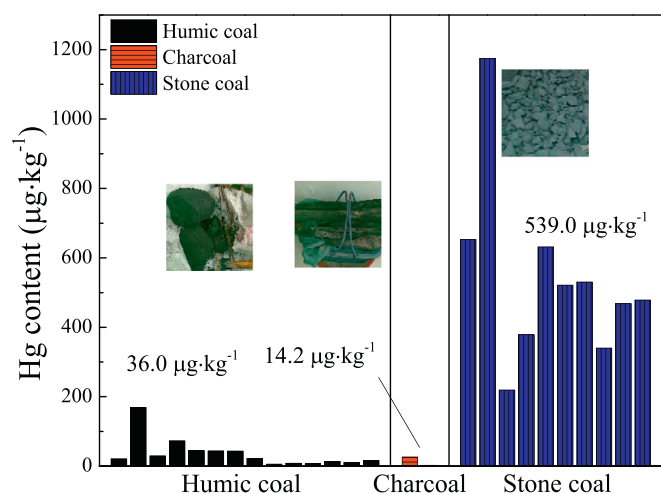 Humic coal
Charcoal
Stone coal
1200
1000
800
600
400
200
0
Hg content (μg·kg⁻¹)
539.0 μg·kg⁻¹
36.0 μg·kg⁻¹
14.2 μg·kg⁻¹
Humic coal
Charcoal
Stone coal